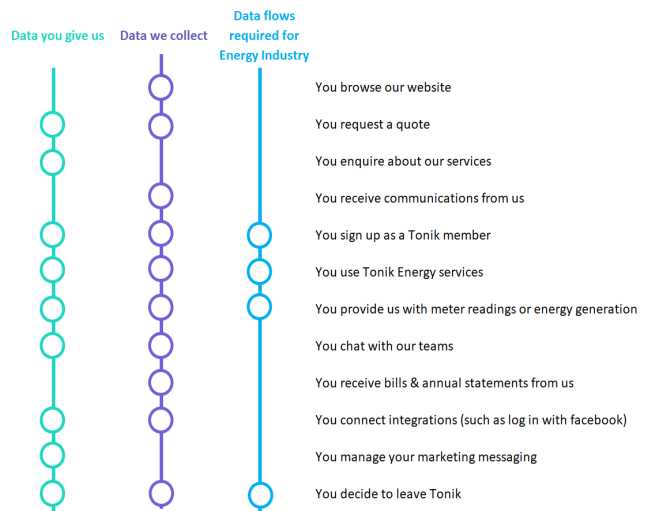 Data you give us
Data we collect
Data flows
required for
Energy Industry
You browse our website
You request a quote
You enquire about our services
You receive communications from us
You sign up as a Tonik member
You use Tonik Energy services
You provide us with meter readings or energy generation
You chat with our teams
You receive bills & annual statements from us
You connect integrations (such as log in with facebook)
You manage your marketing messaging
You decide to leave Tonik